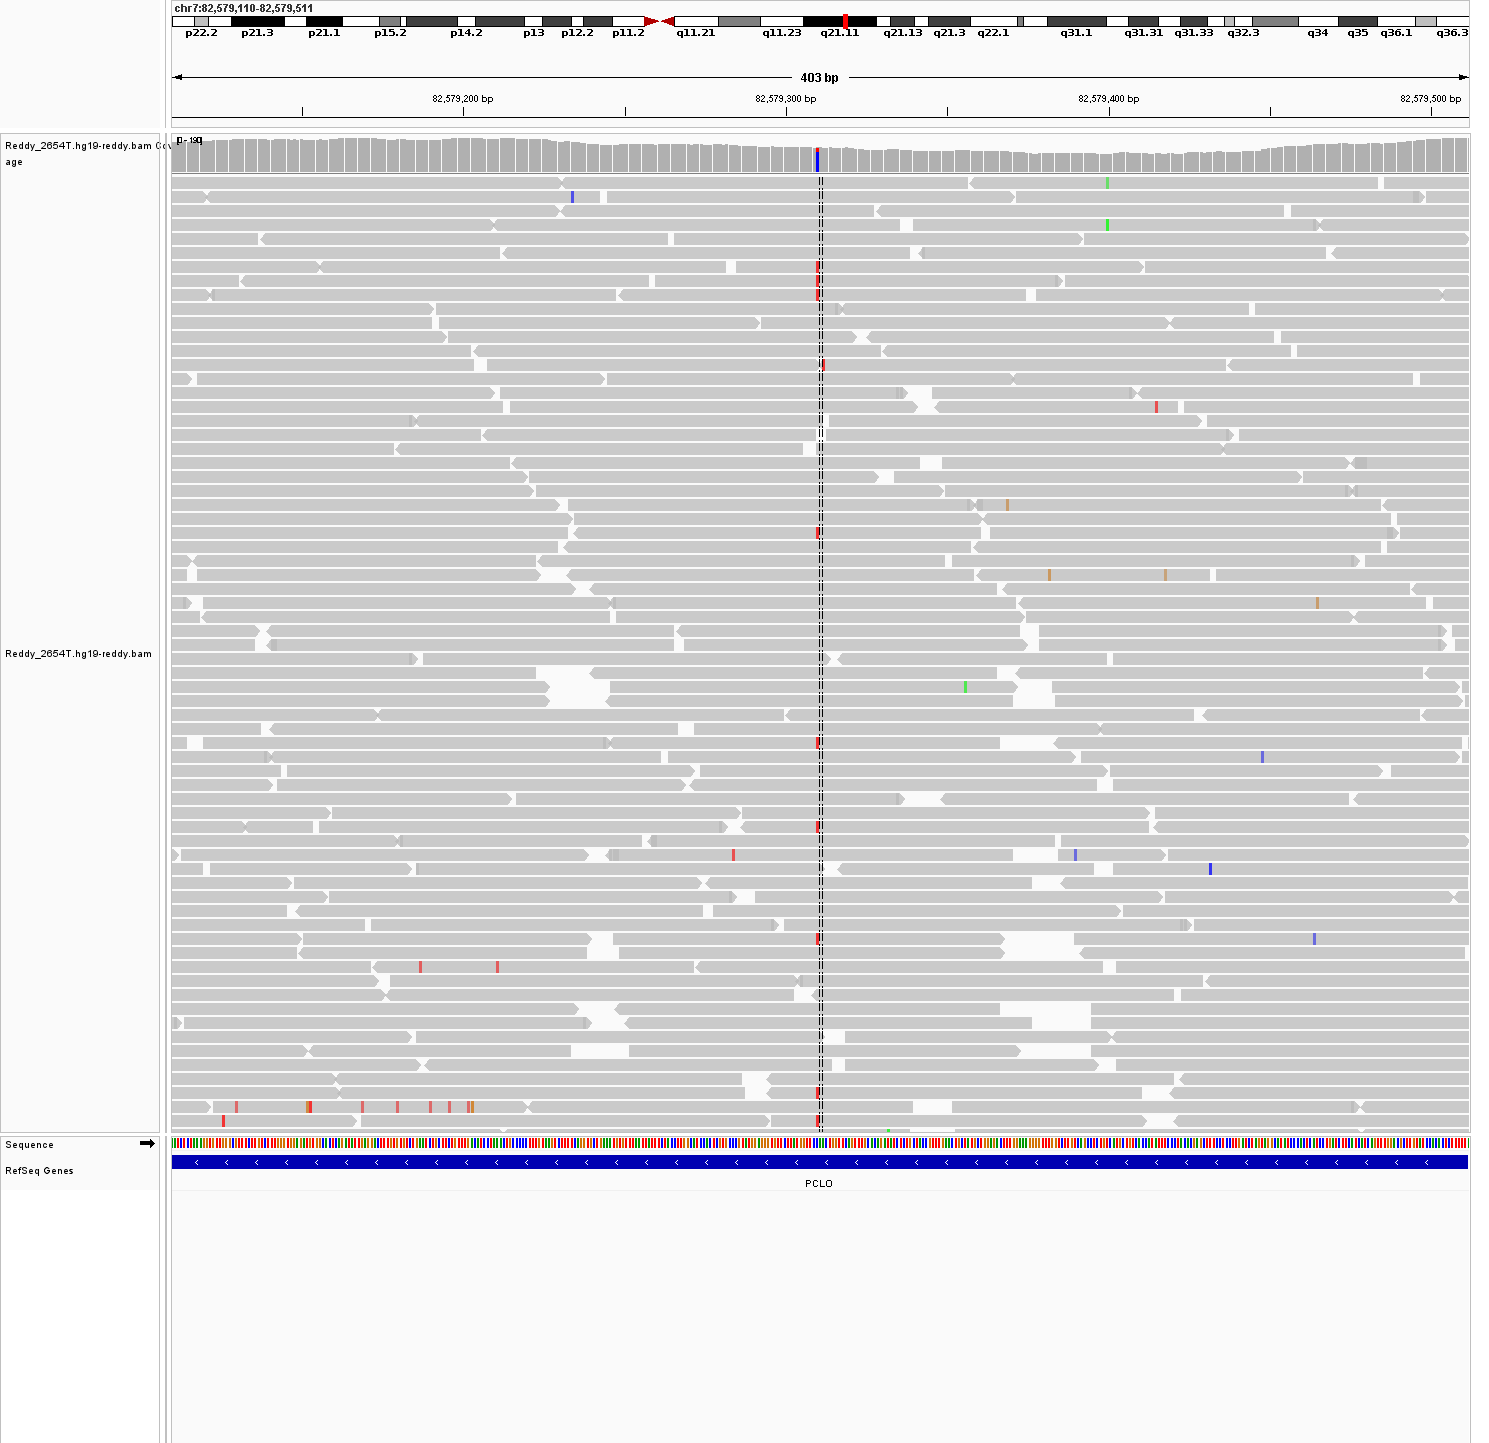 chr7:82,579,110-82,579,511
p22.2 p21.3 p21.1 p15.2 p14.2 p13 p12.2 p11.2 q11.21 q11.23 q21.11 q21.13 q21.3 q22.1 q31.1 q31.31 q31.33 q32.3 q34 q35 q36.1 q36.3
403 bp
82,579,200 bp 82,579,300 bp 82,579,400 bp 82,579,500 bp
Reddy_2654T.hg19-reddy.bam
age
Reddy_2654T.hg19-reddy.bam
Sequence
RefSeq Genes
PCLO